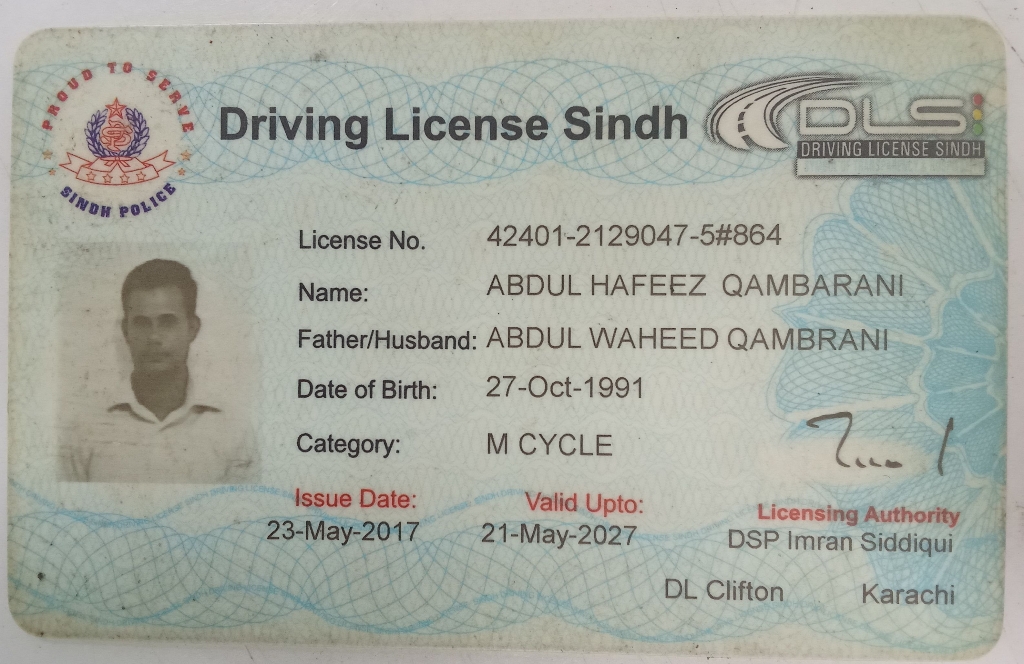 PROUD TO SERVE
SINDH POLICE
Driving License Sindh
DLS
DRIVING LICENSE SINDH
License No. 42401-2129047-5#864
Name: ABDUL HAFEEZ QAMBARANI
Father/Husband: ABDUL WAHEED QAMBRANI
Date of Birth: 27-Oct-1991
Category: M CYCLE
Issue Date: Valid Upto: Licensing Authority
23-May-2017 21-May-2027 DSP Imran Siddiqui
DL Clifton Karachi